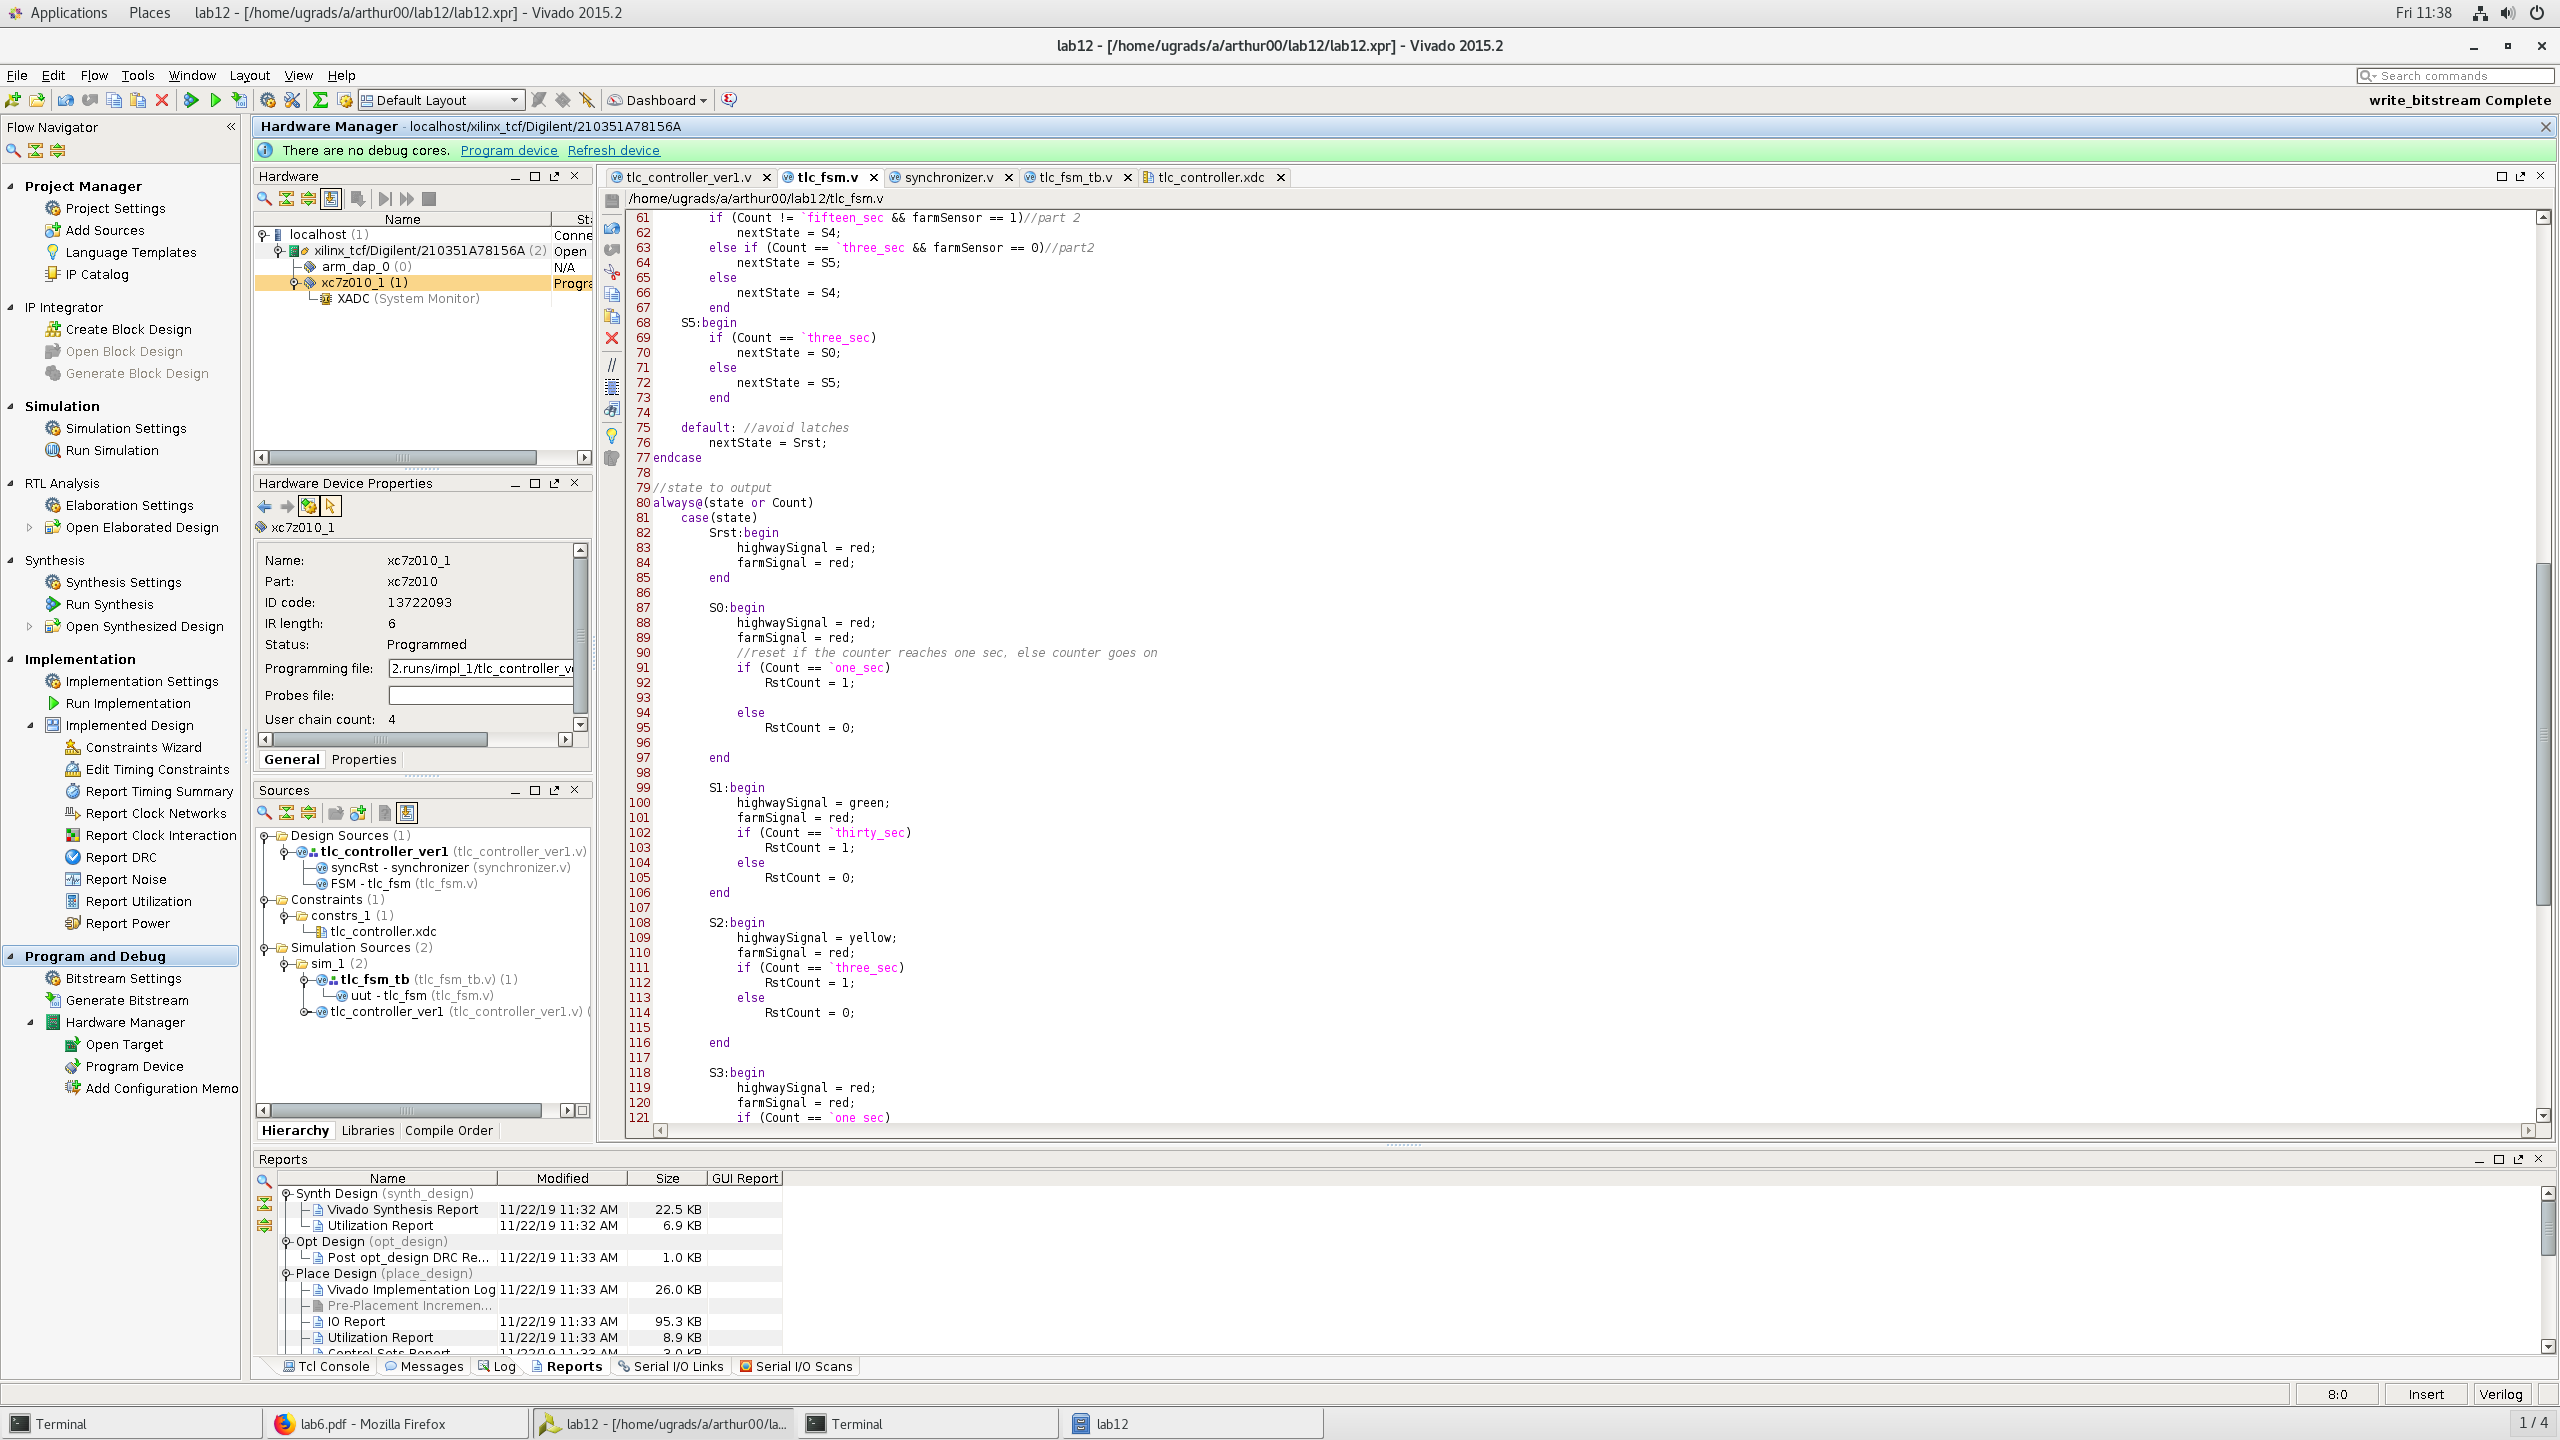 Applications Places lab12 - [/home/ugrads/a/arthur00/lab12/lab12.xpr] - Vivado 2015.2 Fri 11:38
lab12 - [/home/ugrads/a/arthur00/lab12/lab12.xpr] - Vivado 2015.2
File Edit Flow Tools Window Layout View Help Search commands
Default Layout Dashboard write_bitstream Complete
Flow Navigator
Project Manager
Project Settings
Add Sources
Language Templates
IP Catalog
IP Integrator
Create Block Design
Open Block Design
Generate Block Design
Simulation
Simulation Settings
Run Simulation
RTL Analysis
Elaboration Settings
Open Elaborated Design
Synthesis
Synthesis Settings
Run Synthesis
Open Synthesized Design
Implementation
Implementation Settings
Run Implementation
Implemented Design
Constraints Wizard
Edit Timing Constraints
Report Timing Summary
Report Clock Networks
Report Clock Interaction
Report DRC
Report Noise
Report Utilization
Report Power
Program and Debug
Bitstream Settings
Generate Bitstream
Hardware Manager
Open Target
Program Device
Add Configuration Memo
Hardware Manager - localhost/xilinx_tcf/Digilent/210351A78156A
There are no debug cores. Program device Refresh device
Hardware
Name St
localhost (1) Conne
xilinx_tcf/Digilent/210351A78156A (2) Open
arm_dap_0 (0) N/A
xc7z010_1 (1) Progra
XADC (System Monitor)
Hardware Device Properties
xc7z010_1
Name: xc7z010_1
Part: xc7z010
ID code: 13722093
IR length: 6
Status: Programmed
Programming file: 2.runs/impl_1/tlc_controller_ve
Probes file:
User chain count: 4
General Properties
Sources
Design Sources (1)
tlc_controller_ver1 (tlc_controller_ver1.v)
syncRst - synchronizer (synchronizer.v)
FSM - tlc_fsm (tlc_fsm.v)
Constraints (1)
constrs_1 (1)
tlc_controller.xdc
Simulation Sources (2)
sim_1 (2)
tlc_fsm_tb (tlc_fsm_tb.v) (1)
uut - tlc_fsm (tlc_fsm.v)
tlc_controller_ver1 (tlc_controller_ver1.v) (
Hierarchy Libraries Compile Order
tlc_controller_ver1.v tlc_fsm.v synchronizer.v tlc_fsm_tb.v tlc_controller.xdc
/home/ugrads/a/arthur00/lab12/tlc_fsm.v
61 if (Count != `fifteen_sec && farmSensor == 1)//part 2
62 nextState = S4;
63 else if (Count == `three_sec && farmSensor == 0)//part2
64 nextState = S5;
65 else
66 nextState = S4;
67 end
68 S5:begin
69 if (Count == `three_sec)
70 nextState = S0;
71 else
72 nextState = S5;
73 end
74
75 default: //avoid latches
76 nextState = Srst;
77 endcase
78
79 //state to output
80 always@(state or Count)
81 case(state)
82 Srst:begin
83 highwaySignal = red;
84 farmSignal = red;
85 end
86
87 S0:begin
88 highwaySignal = red;
89 farmSignal = red;
90 //reset if the counter reaches one sec, else counter goes on
91 if (Count == `one_sec)
92 RstCount = 1;
93
94 else
95 RstCount = 0;
96
97 end
98
99 S1:begin
100 highwaySignal = green;
101 farmSignal = red;
102 if (Count == `thirty_sec)
103 RstCount = 1;
104 else
105 RstCount = 0;
106 end
107
108 S2:begin
109 highwaySignal = yellow;
110 farmSignal = red;
111 if (Count == `three_sec)
112 RstCount = 1;
113 else
114 RstCount = 0;
115
116 end
117
118 S3:begin
119 highwaySignal = red;
120 farmSignal = red;
121 if (Count == `one_sec)
Reports
Name Modified Size GUI Report
Synth Design (synth_design)
Vivado Synthesis Report 11/22/19 11:32 AM 22.5 KB
Utilization Report 11/22/19 11:32 AM 6.9 KB
Opt Design (opt_design)
Post opt_design DRC Re... 11/22/19 11:33 AM 1.0 KB
Place Design (place_design)
Vivado Implementation Log 11/22/19 11:33 AM 26.0 KB
Pre-Placement Incremen...
IO Report 11/22/19 11:33 AM 95.3 KB
Utilization Report 11/22/19 11:33 AM 8.9 KB
Control Sets Report 11/22/19 11:33 AM 3.0 KB
Tcl Console Messages Log Reports Serial I/O Links Serial I/O Scans
8:0 Insert Verilog
Terminal lab6.pdf - Mozilla Firefox lab12 - [/home/ugrads/a/arthur00/la... Terminal lab12 1 / 4